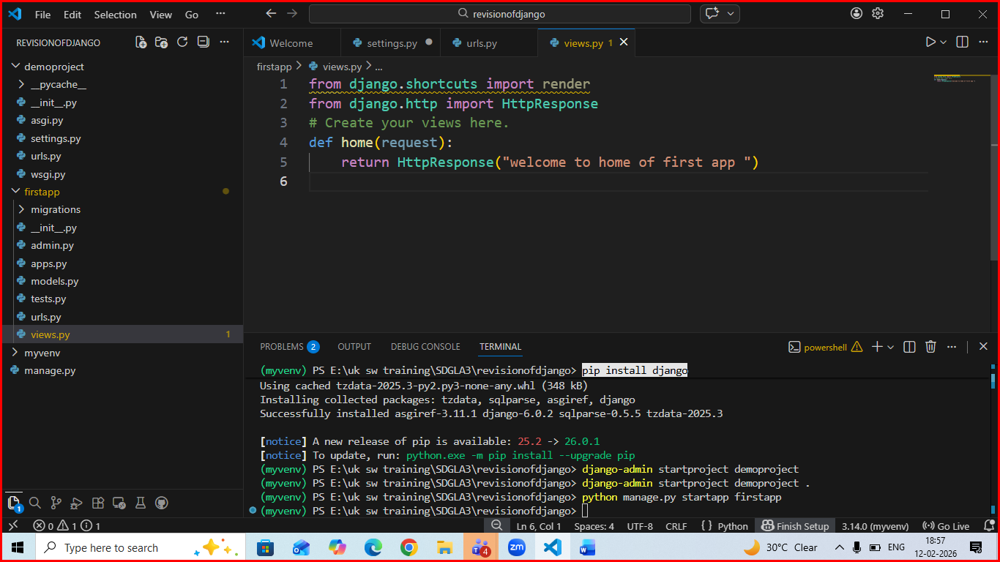 File Edit Selection View Go ··· revisionofdjango
REVISIONOFDJANGO
demoproject
__pycache__
__init__.py
asgi.py
settings.py
urls.py
wsgi.py
firstapp
migrations
__init__.py
admin.py
apps.py
models.py
tests.py
urls.py
views.py 1
myvenv
manage.py
Welcome settings.py urls.py views.py 1
firstapp > views.py > ...
1 from django.shortcuts import render
2 from django.http import HttpResponse
3 # Create your views here.
4 def home(request):
5 return HttpResponse("welcome to home of first app ")
6
PROBLEMS 2 OUTPUT DEBUG CONSOLE TERMINAL powershell
(myvenv) PS E:\uk sw training\SDGLA3\revisionofdjango> pip install django
Using cached tzdata-2025.3-py2.py3-none-any.whl (348 kB)
Installing collected packages: tzdata, sqlparse, asgiref, django
Successfully installed asgiref-3.11.1 django-6.0.2 sqlparse-0.5.5 tzdata-2025.3
[notice] A new release of pip is available: 25.2 -> 26.0.1
[notice] To update, run: python.exe -m pip install --upgrade pip
(myvenv) PS E:\uk sw training\SDGLA3\revisionofdjango> django-admin startproject demoproject
(myvenv) PS E:\uk sw training\SDGLA3\revisionofdjango> django-admin startproject demoproject .
(myvenv) PS E:\uk sw training\SDGLA3\revisionofdjango> python manage.py startapp firstapp
(myvenv) PS E:\uk sw training\SDGLA3\revisionofdjango>
1
0 1 1 Ln 6, Col 1 Spaces: 4 UTF-8 CRLF { } Python Finish Setup 3.14.0 (myvenv) Go Live
Type here to search T 4 zm W 30°C Clear ENG 18:57
12-02-2026